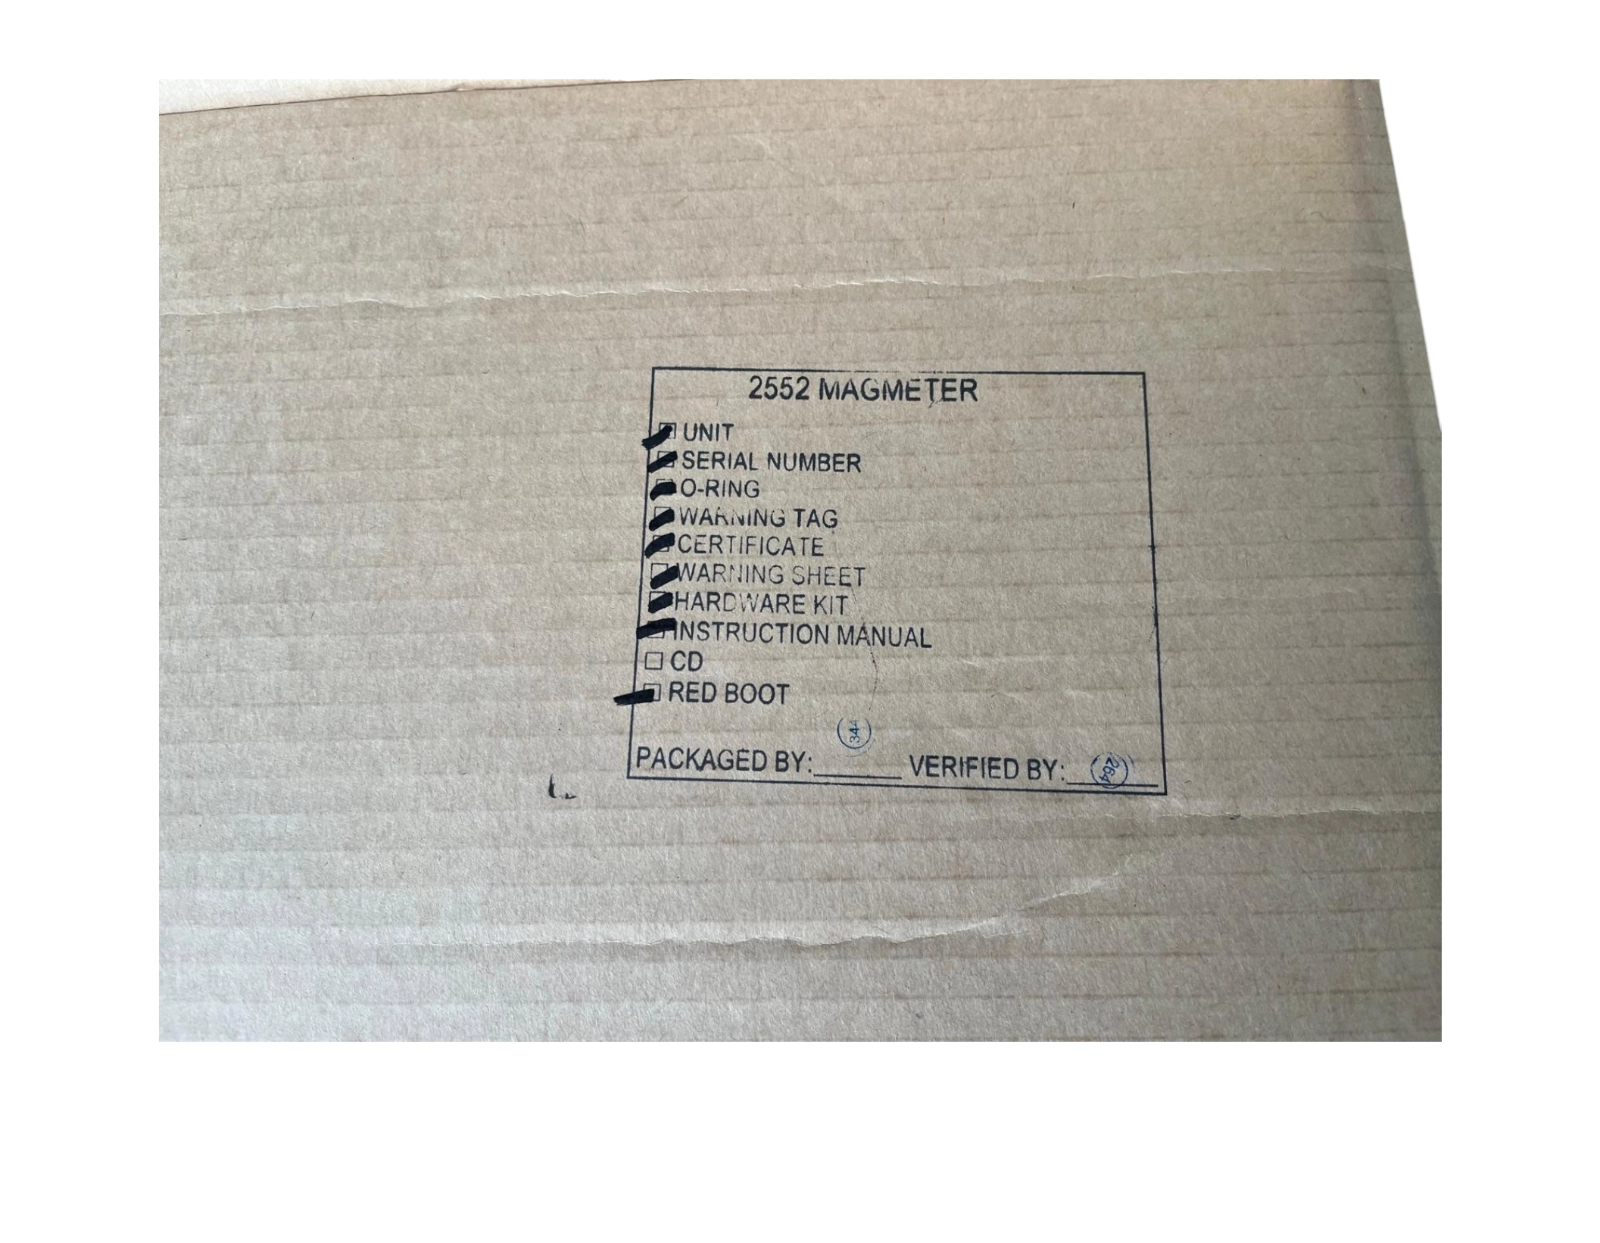 2552 MAGMETER
UNIT
SERIAL NUMBER
O-RING
WARNING TAG
CERTIFICATE
WARNING SHEET
HARDWARE KIT
INSTRUCTION MANUAL
CD
RED BOOT
PACKAGED BY: VERIFIED BY: 264